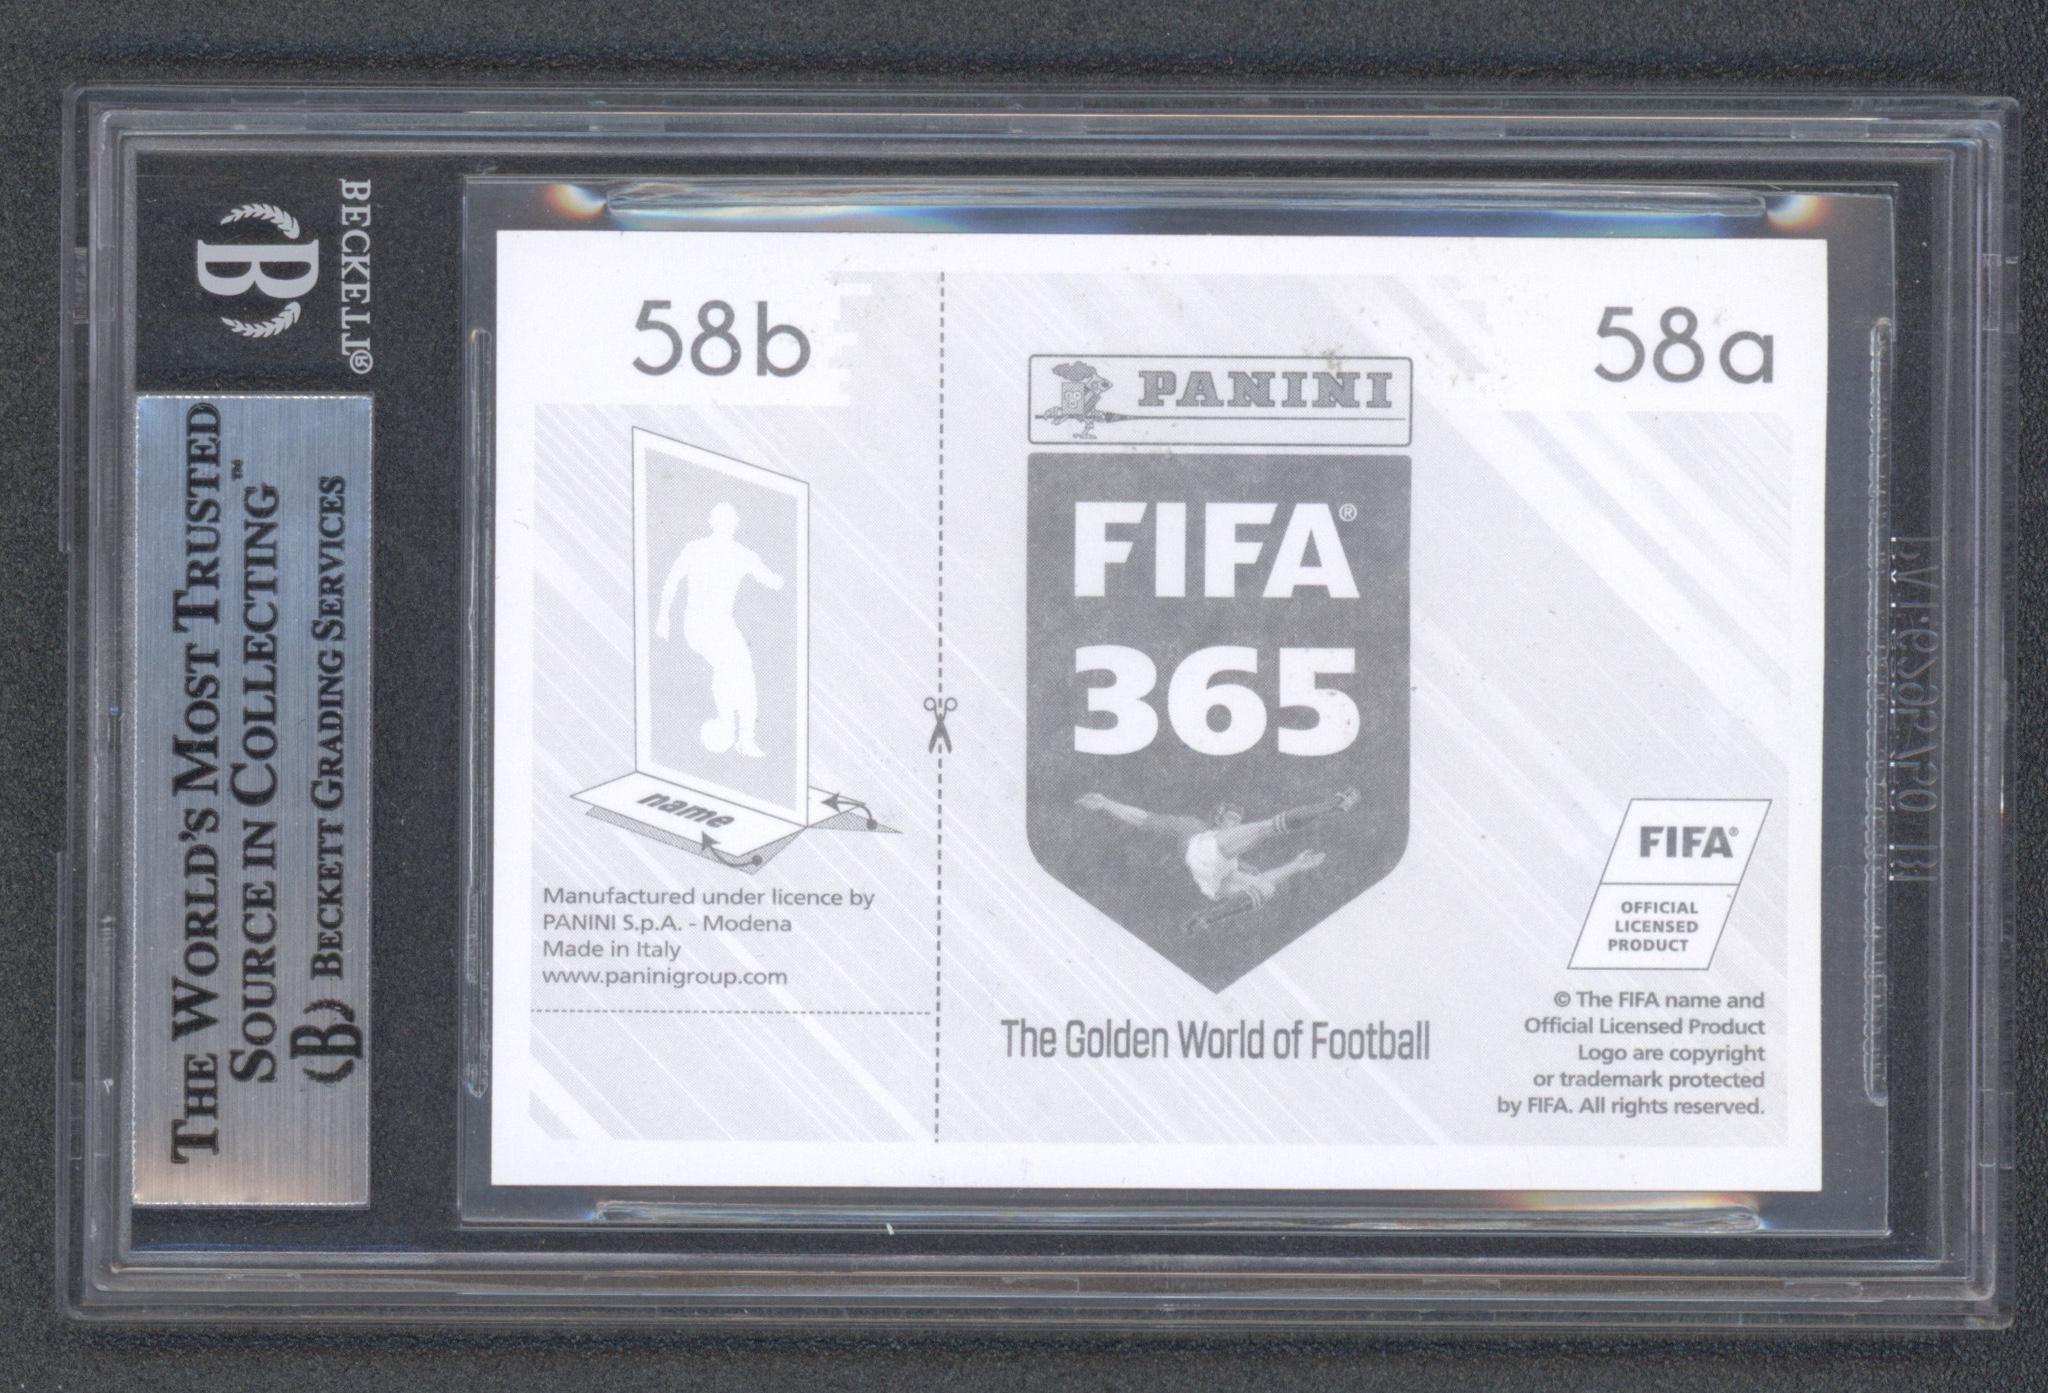 BECKETT®
B
THE WORLD'S MOST TRUSTED
SOURCE IN COLLECTING™
B BECKETT GRADING SERVICES
58b
58a
PANINI
FIFA®
365
name
Manufactured under licence by
PANINI S.p.A. - Modena
Made in Italy
www.paninigroup.com
The Golden World of Football
FIFA®
OFFICIAL
LICENSED
PRODUCT
© The FIFA name and
Official Licensed Product
Logo are copyright
or trademark protected
by FIFA. All rights reserved.